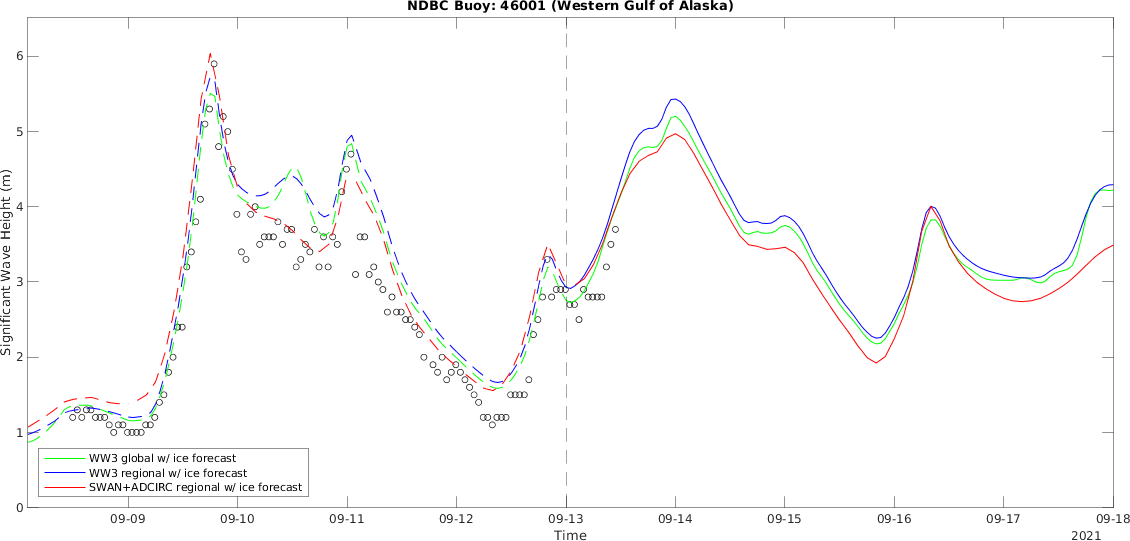 NDBC Buoy: 46001 (Western Gulf of Alaska)
Significant Wave Height (m)
6
5
4
3
2
1
0
WW3 global w/ ice forecast
WW3 regional w/ ice forecast
SWAN+ADCIRC regional w/ ice forecast
09-09 09-10 09-11 09-12 09-13 09-14 09-15 09-16 09-17 09-18
Time
2021